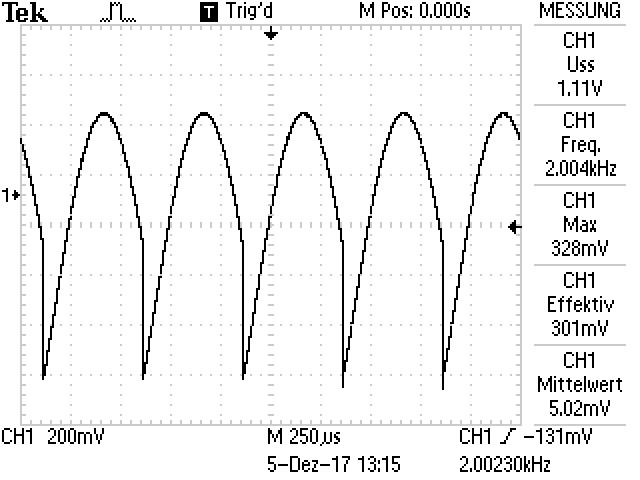 Tek T Trig'd M Pos: 0.000s MESSUNG
CH1
Uss
1.11V
CH1
Freq.
2.004kHz
1
CH1
Max
328mV
CH1
Effektiv
301mV
CH1
Mittelwert
5.02mV
CH1 200mV M 250µs CH1 -131mV
5-Dez-17 13:15 2.00230kHz